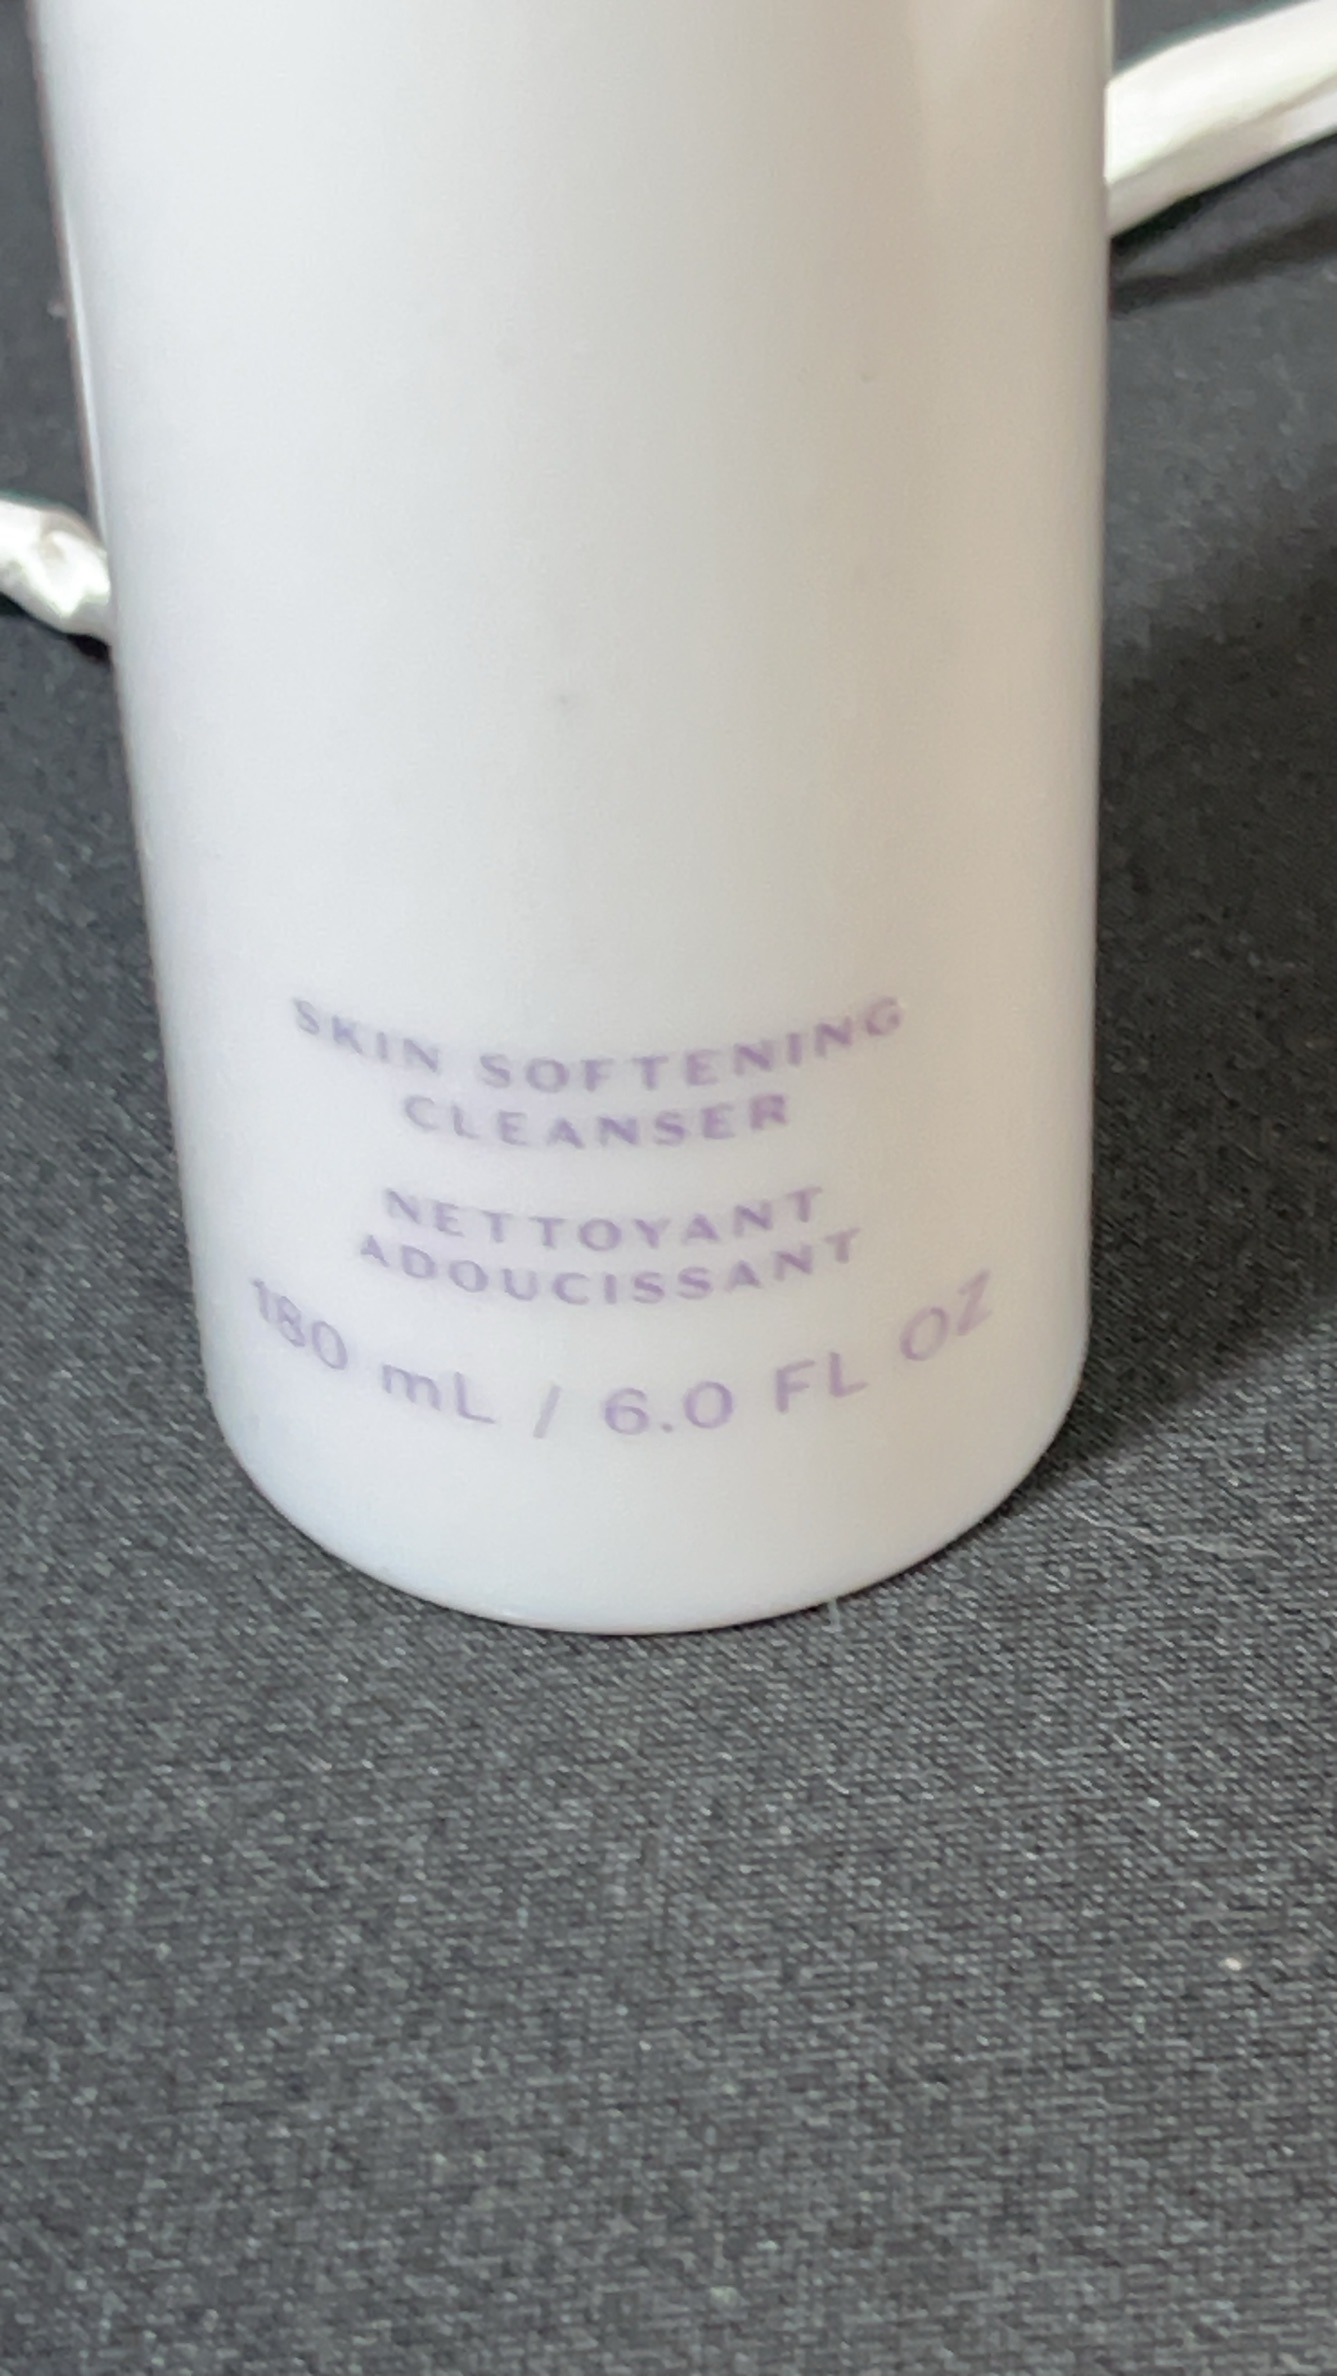 SKIN SOFTENING
CLEANSER
NETTOYANT
ADOUCISSANT
180 mL / 6.0 FL OZ